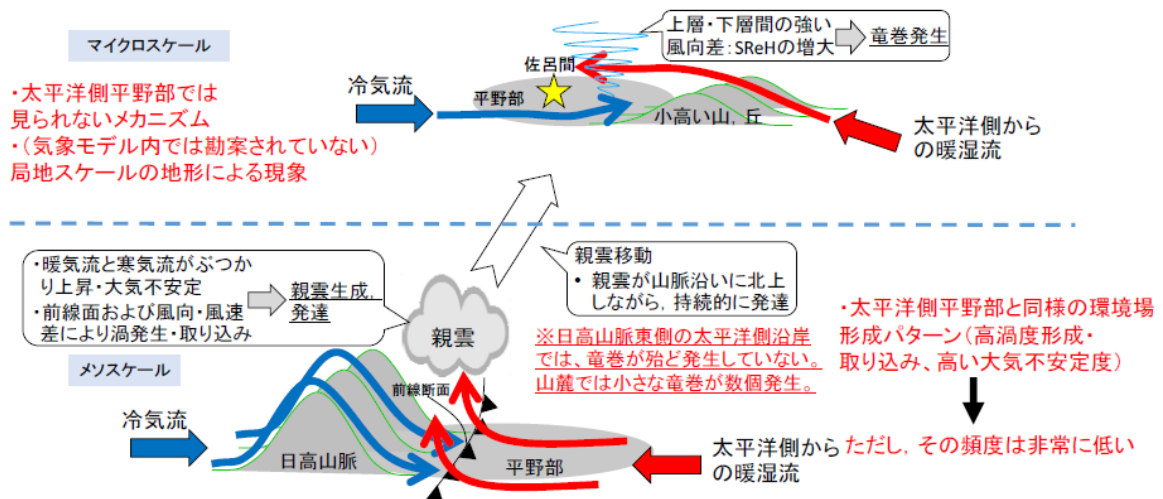 マイクロスケール
・太平洋側平野部では
見られないメカニズム
・（気象モデル内では勘案されていない）
局地スケールの地形による現象
上層・下層間の強い
風向差：SReHの増大
竜巻発生
佐呂間
冷気流
平野部
小高い山，丘
太平洋側から
の暖湿流
・暖気流と寒気流がぶつか
り上昇・大気不安定
・前線面および風向・風速
差により渦発生・取り込み
親雲生成，
発達
親雲移動
• 親雲が山脈沿いに北上
しながら，持続的に発達
親雲
※日高山脈東側の太平洋側沿岸
では、竜巻が殆ど発生していない。
山麓では小さな竜巻が数個発生。
・太平洋側平野部と同様の環境場
形成パターン（高渦度形成・
取り込み、高い大気不安定度）
メソスケール
前線断面
冷気流
日高山脈
平野部
太平洋側から
の暖湿流
ただし，その頻度は非常に低い